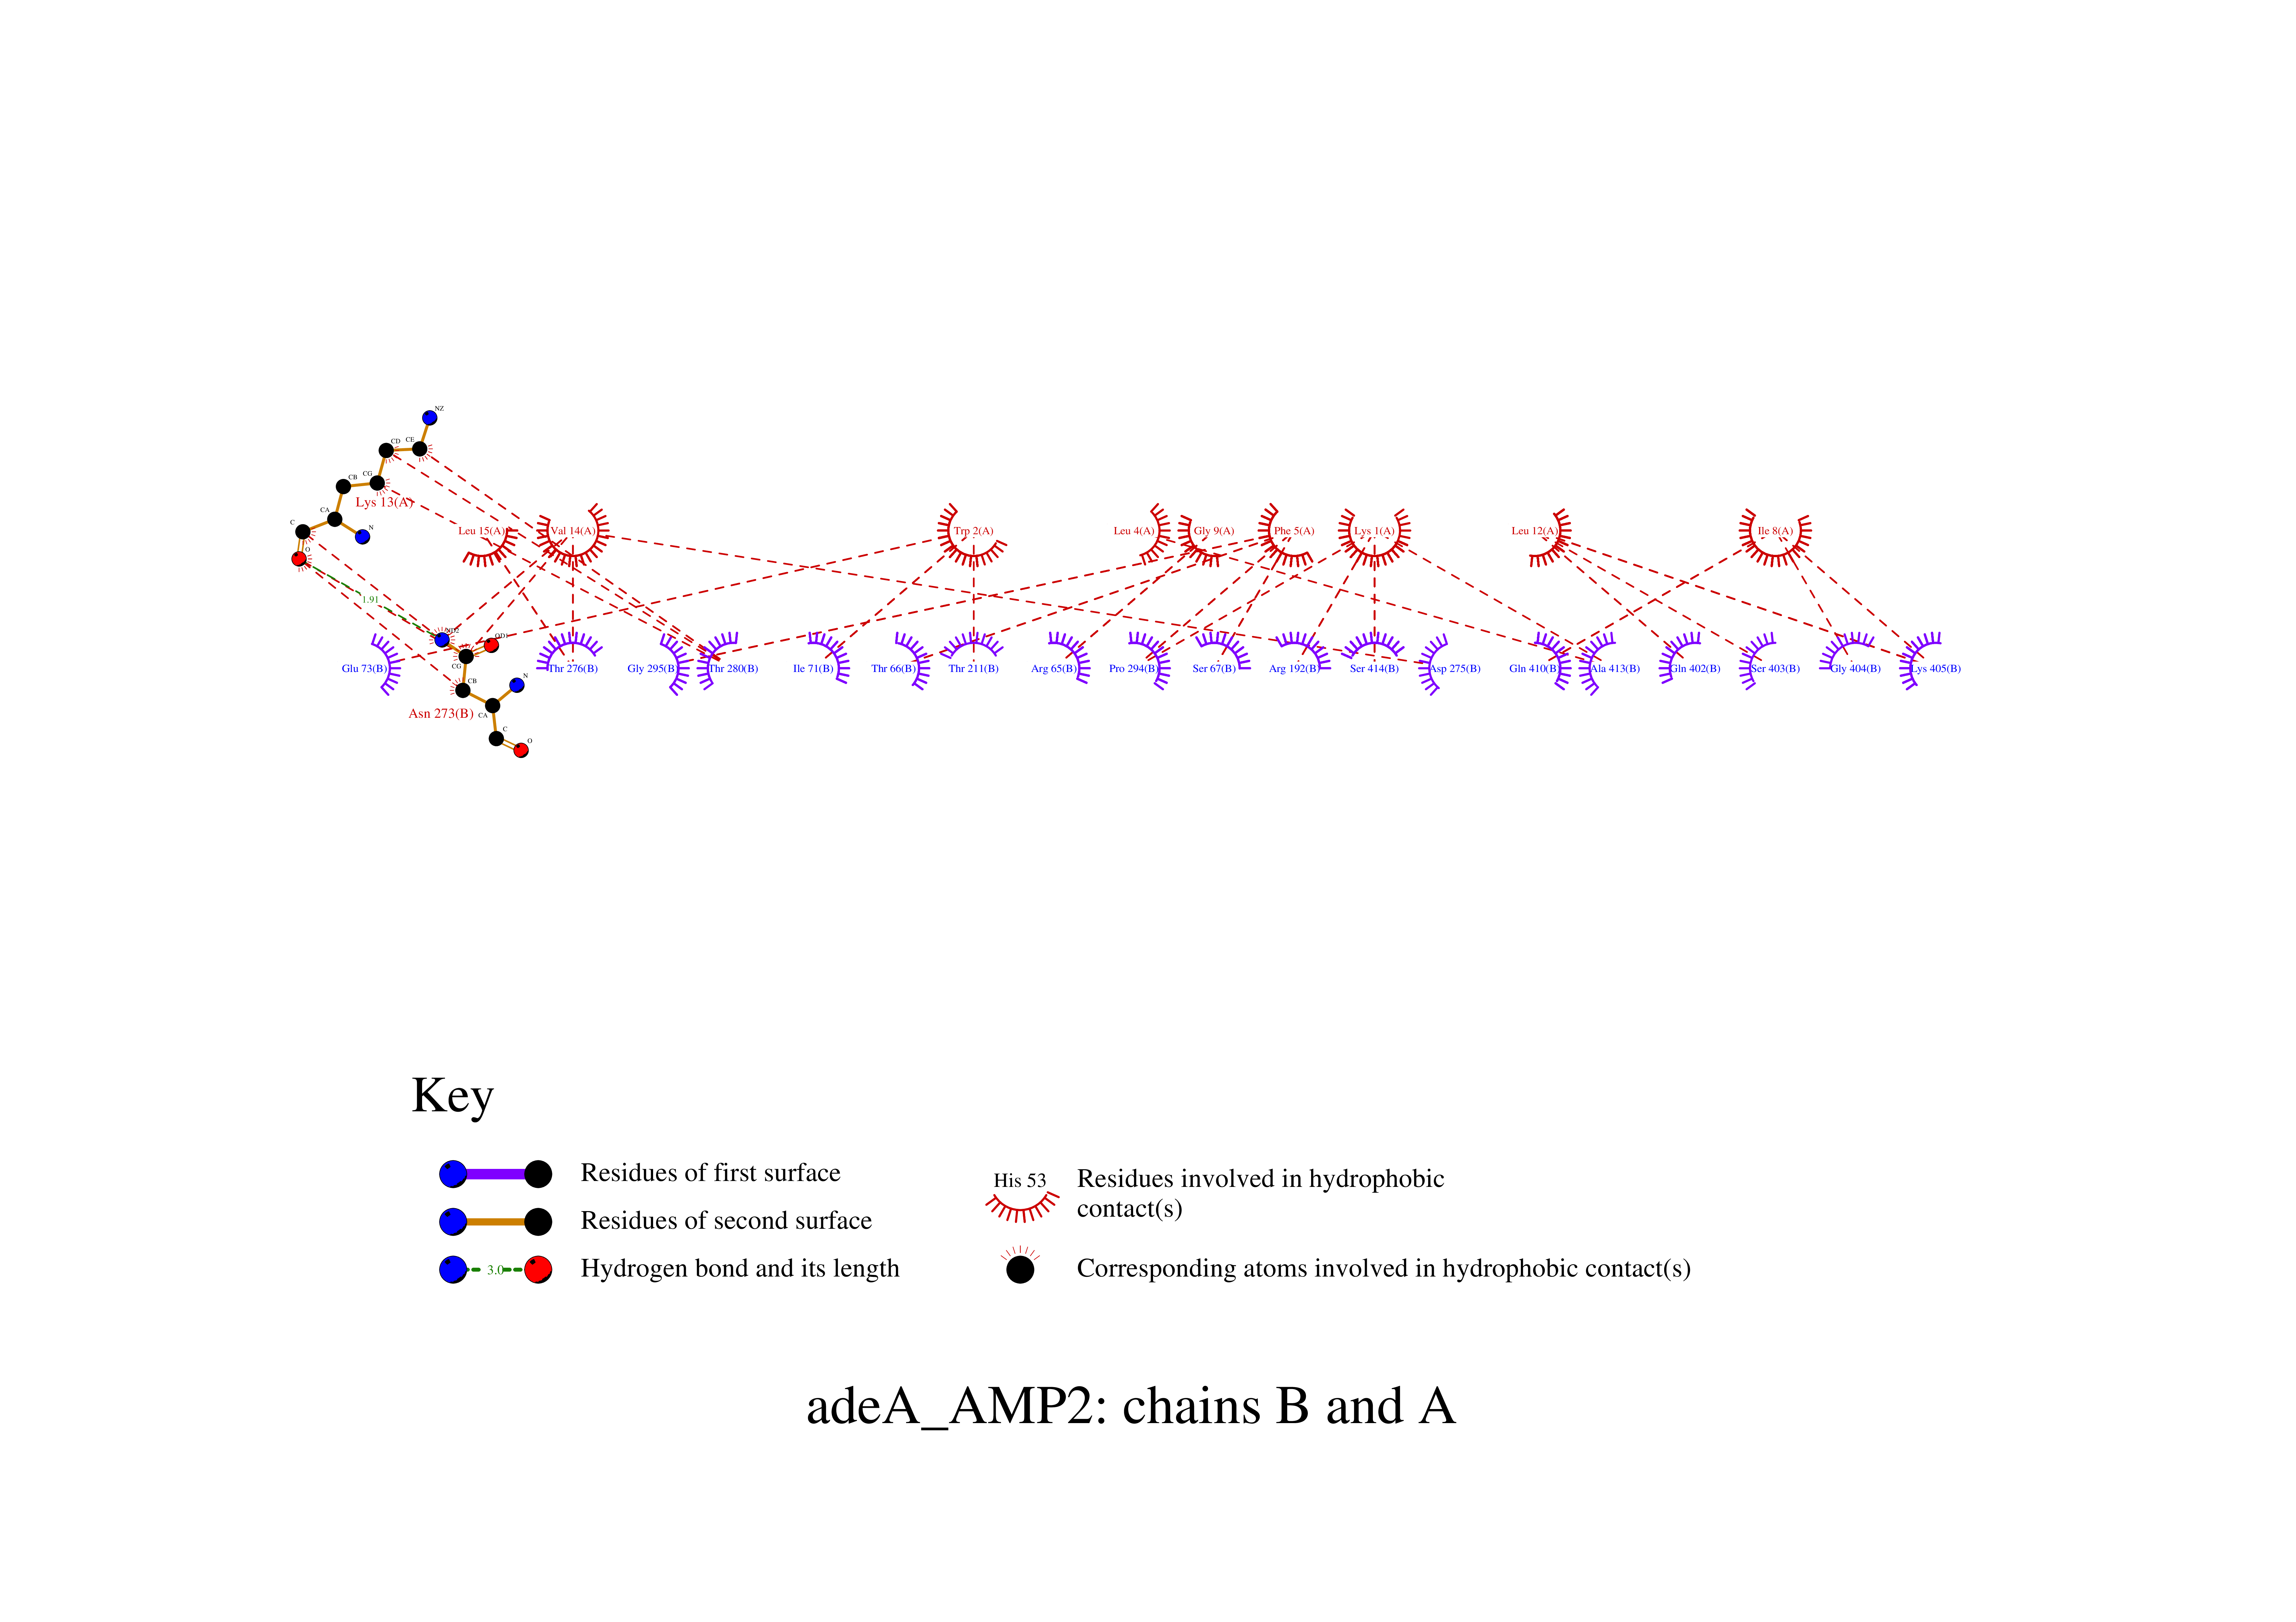 NZ
CD
CE
CB
CG
Lys 13(A)
CA
C
N
O
Leu 15(A)
Val 14(A)
Trp 2(A)
Leu 4(A)
Gly 9(A)
Phe 5(A)
Lys 1(A)
Leu 12(A)
Ile 8(A)
1.91
ND2
OD1
CG
Glu 73(B)
Thr 276(B)
Gly 295(B)
Thr 280(B)
Ile 71(B)
Thr 66(B)
Thr 211(B)
Arg 65(B)
Pro 294(B)
Ser 67(B)
Arg 192(B)
Ser 414(B)
Asp 275(B)
Gln 410(B)
Ala 413(B)
Gln 402(B)
Ser 403(B)
Gly 404(B)
Lys 405(B)
CB
N
Asn 273(B)
CA
C
O
Key
Residues of first surface
Residues of second surface
3.0
Hydrogen bond and its length
His 53
Residues involved in hydrophobic
contact(s)
Corresponding atoms involved in hydrophobic contact(s)
adeA_AMP2: chains B and A